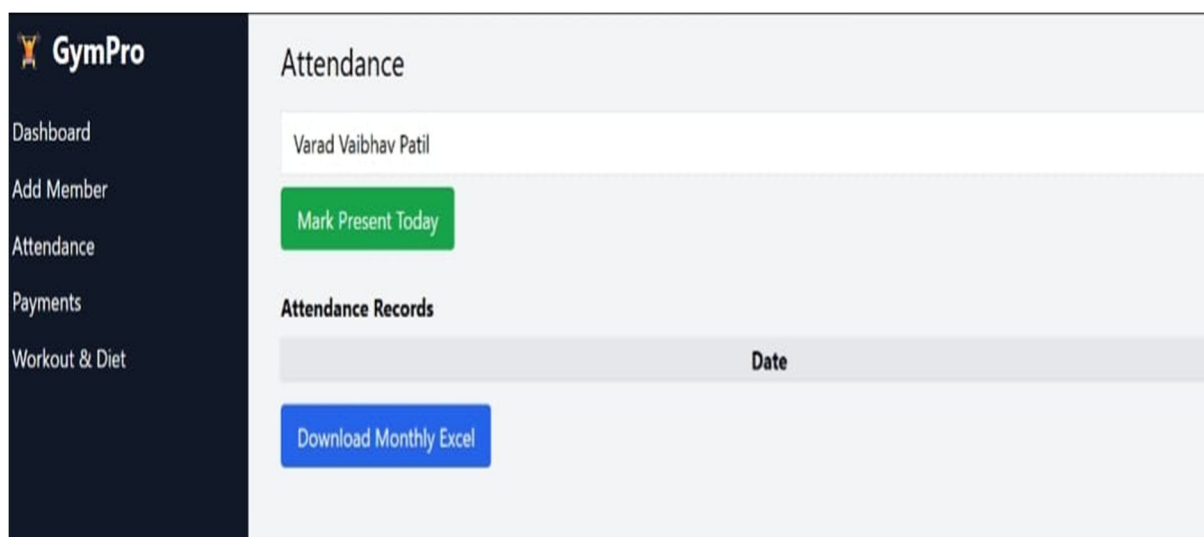 GymPro
Dashboard
Add Member
Attendance
Payments
Workout & Diet
Attendance
Varad Vaibhav Patil
Mark Present Today
Attendance Records
Date
Download Monthly Excel